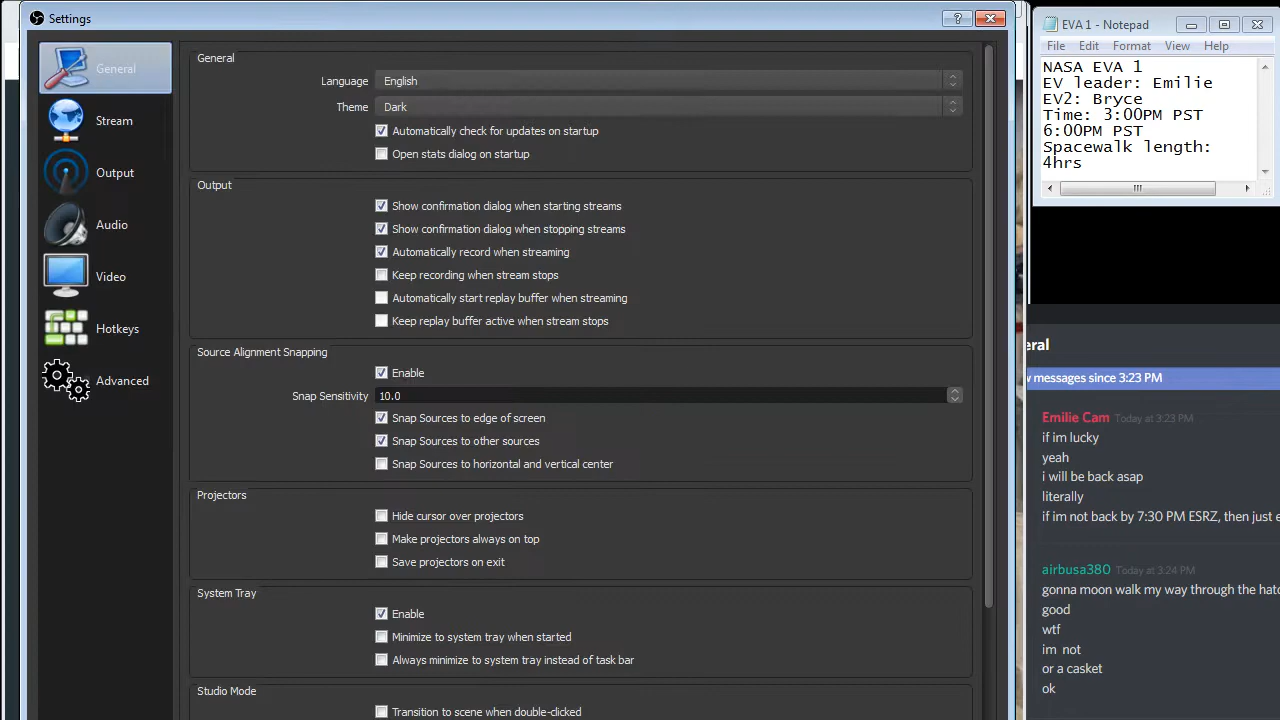 Settings
General
Stream
Output
Audio
Video
Hotkeys
Advanced
General
Language English
Theme Dark
Automatically check for updates on startup
Open stats dialog on startup
Output
Show confirmation dialog when starting streams
Show confirmation dialog when stopping streams
Automatically record when streaming
Keep recording when stream stops
Automatically start replay buffer when streaming
Keep replay buffer active when stream stops
Source Alignment Snapping
Enable
Snap Sensitivity 10.0
Snap Sources to edge of screen
Snap Sources to other sources
Snap Sources to horizontal and vertical center
Projectors
Hide cursor over projectors
Make projectors always on top
Save projectors on exit
System Tray
Enable
Minimize to system tray when started
Always minimize to system tray instead of task bar
Studio Mode
Transition to scene when double-clicked
EVA 1 - Notepad
File Edit Format View Help
NASA EVA 1
EV leader: Emilie
EV2: Bryce
Time: 3:00PM PST
6:00PM PST
Spacewalk length:
4hrs
eral
w messages since 3:23 PM
Emilie Cam Today at 3:23 PM
if im lucky
yeah
i will be back asap
literally
if im not back by 7:30 PM ESRZ, then just e
airbusa380 Today at 3:24 PM
gonna moon walk my way through the hatc
good
wtf
im not
or a casket
ok